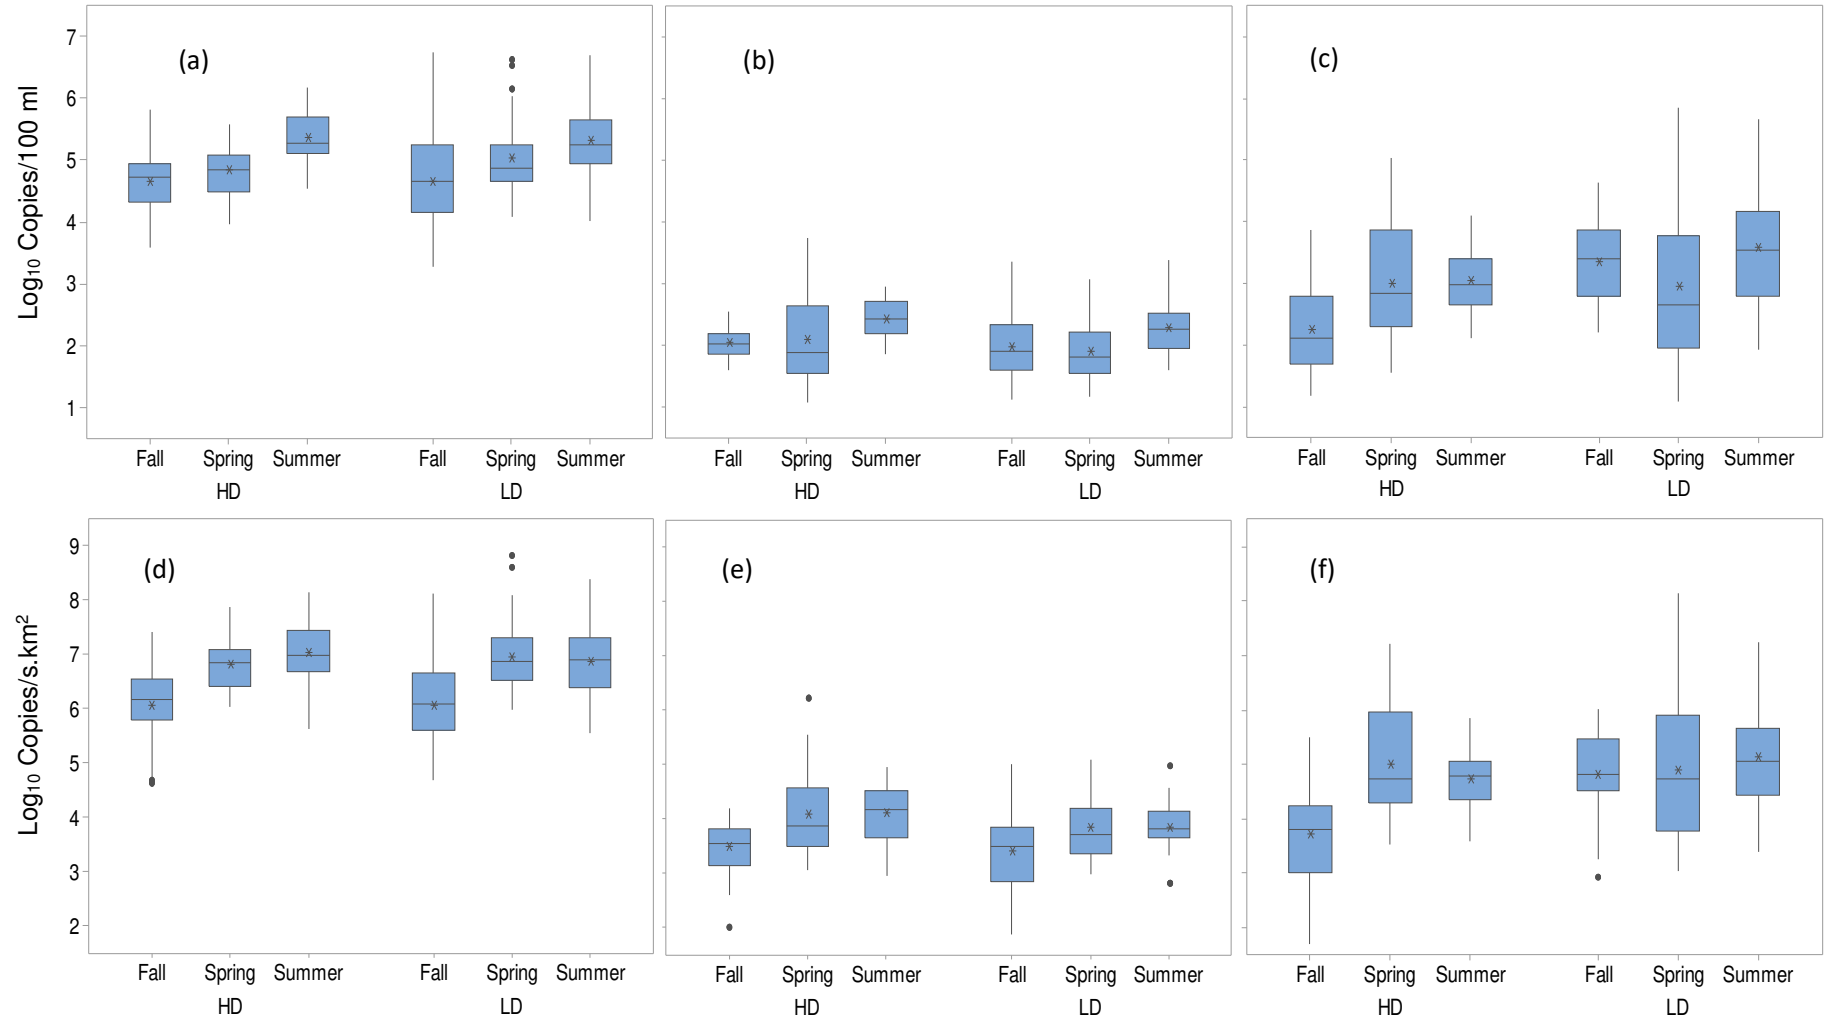 (a)
(b)
(c)
Log₁₀ Copies/100 ml
7
6
5
4
3
2
1
Fall Spring Summer Fall Spring Summer
HD LD
Fall Spring Summer Fall Spring Summer
HD LD
Fall Spring Summer Fall Spring Summer
HD LD
(d)
(e)
(f)
Log₁₀ Copies/s.km²
9
8
7
6
5
4
3
2
Fall Spring Summer Fall Spring Summer
HD LD
Fall Spring Summer Fall Spring Summer
HD LD
Fall Spring Summer Fall Spring Summer
HD LD